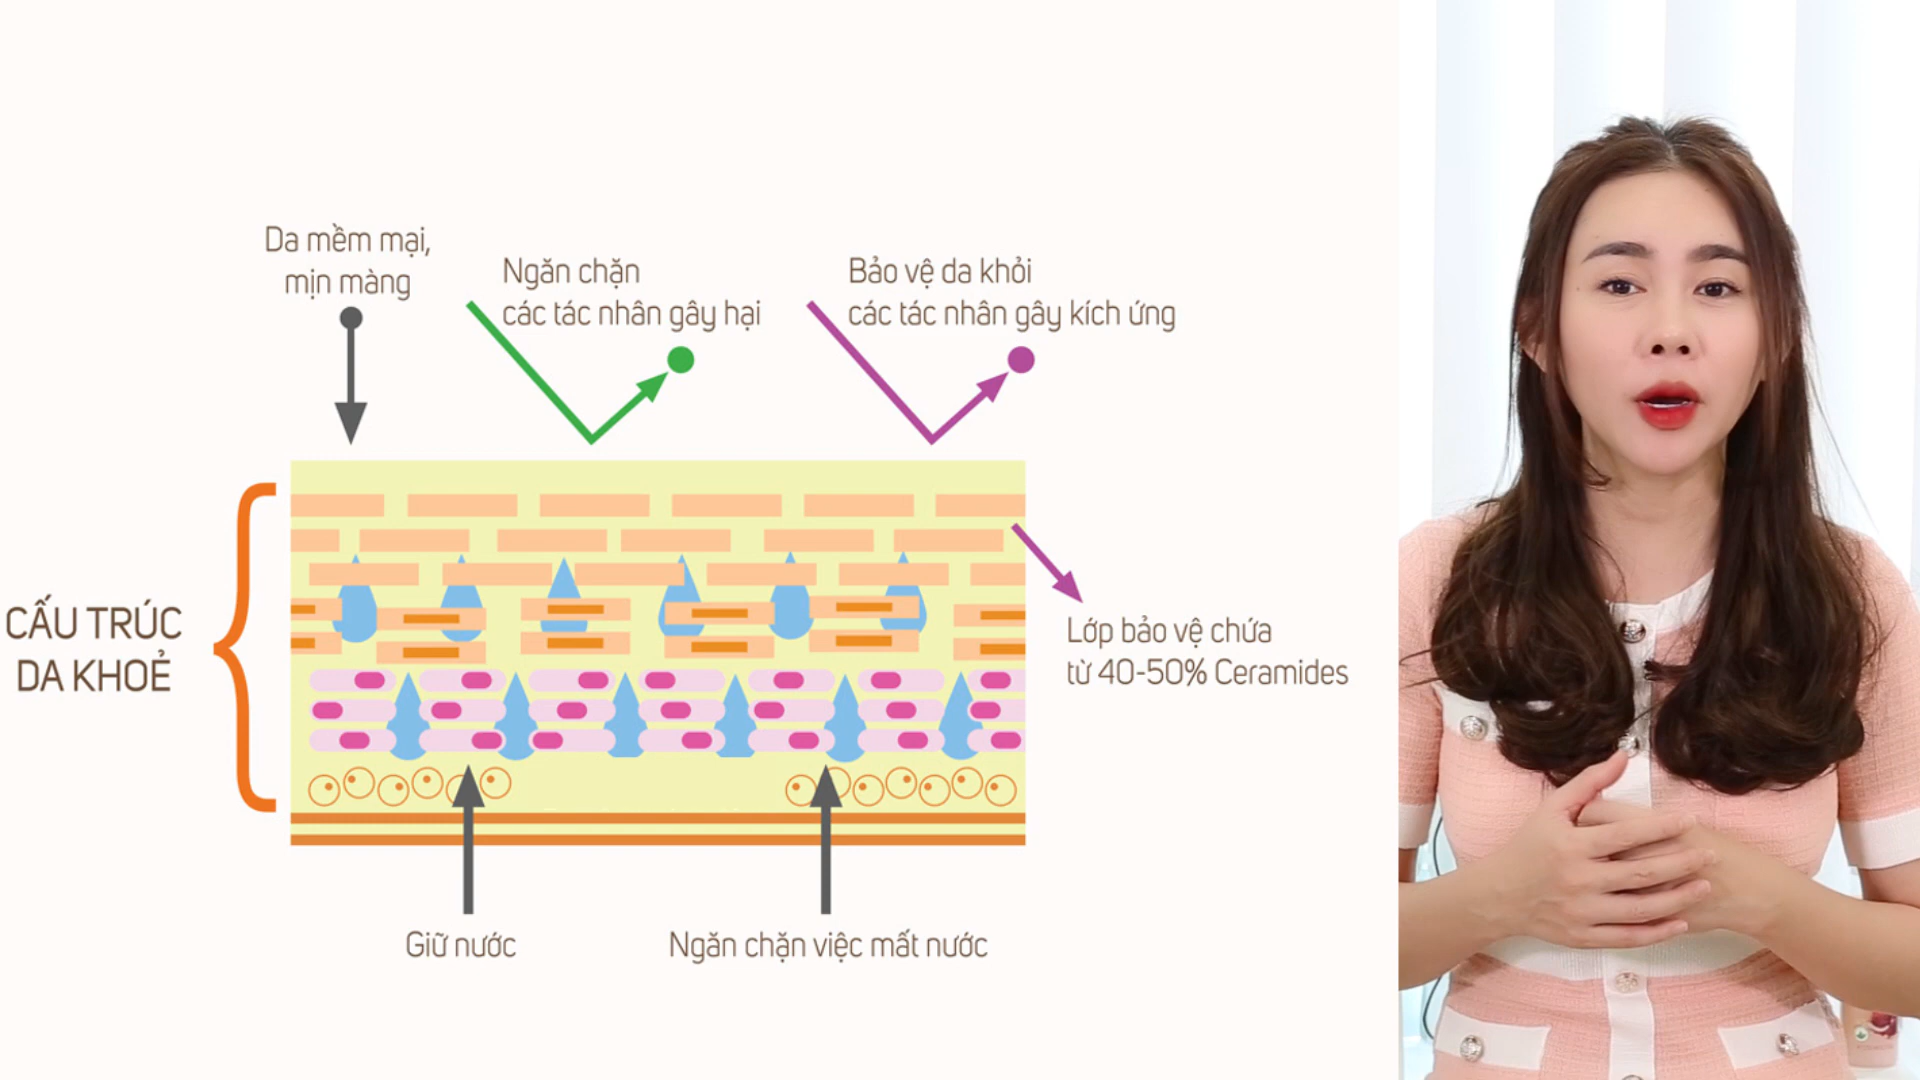 Da mềm mại,
mịn màng
Ngăn chặn
các tác nhân gây hại
Bảo vệ da khỏi
các tác nhân gây kích ứng
CẤU TRÚC
DA KHOẺ
Lớp bảo vệ chứa
từ 40-50% Ceramides
Giữ nước
Ngăn chặn việc mất nước